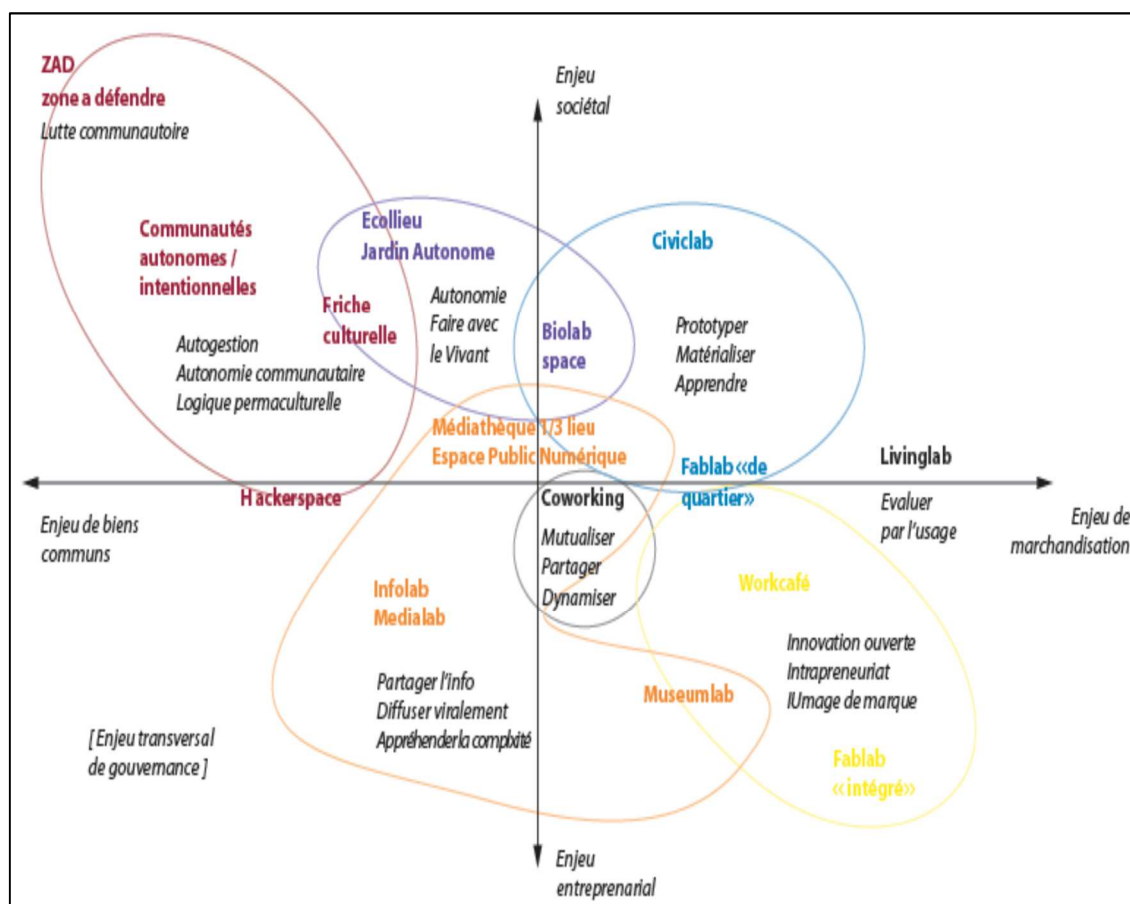 ZAD
zone a défendre
Lutte communautoire
Enjeu
sociétal
Communautés
autonomes /
intentionnelles
Autogestion
Autonomie communautaire
Logique permaculturelle
Ecollieu
Jardin Autonome
Friche
culturelle
Autonomie
Faire avec
le Vivant
Biolab
space
Civiclab
Prototyper
Matérialiser
Apprendre
Médiathèque 1/3 lieu
Espace Public Numérique
Hackerspace
Coworking
Mutualiser
Partager
Dynamiser
Fablab «de
quartier»
Livinglab
Evaluer
par l'usage
Enjeu de biens
communs
Enjeu de
marchandisation
Infolab
Medialab
Partager l'info
Diffuser viralement
Appréhenderla complxité
Workcafé
Innovation ouverte
Intrapreneuriat
IUmage de marque
Museumlab
Fablab
« intégré»
[ Enjeu transversal
de gouvernance ]
Enjeu
entreprenarial